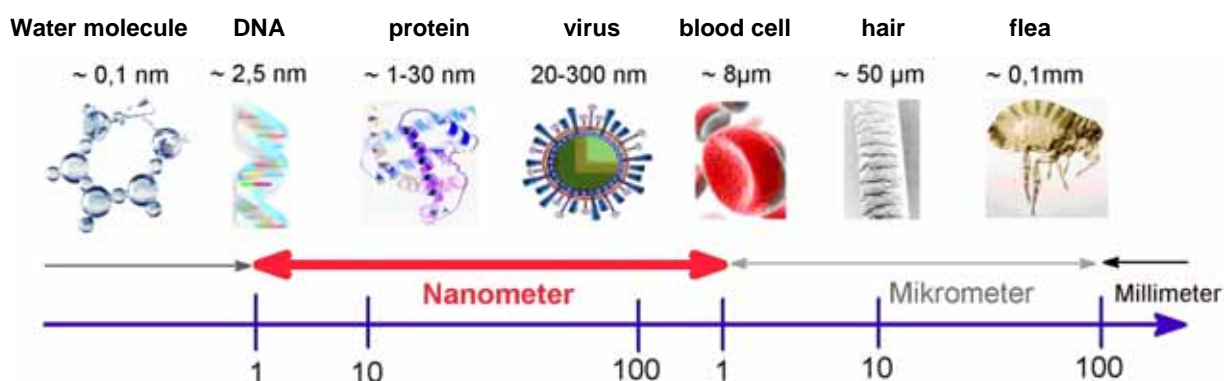 Water molecule DNA protein virus blood cell hair flea
~ 0,1 nm ~ 2,5 nm ~ 1-30 nm 20-300 nm ~ 8µm ~ 50 µm ~ 0,1mm
Nanometer Mikrometer Millimeter
1 10 100 1 10 100